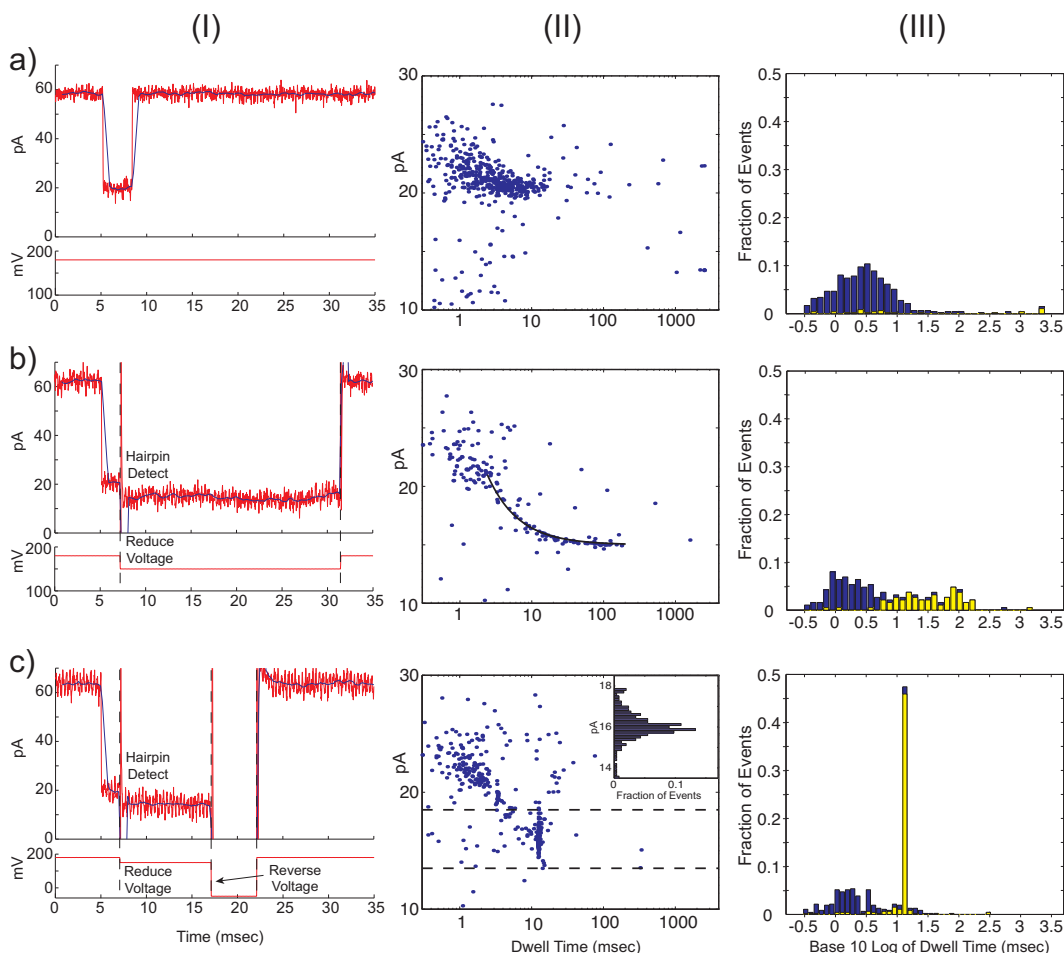 (I) (II) (III)
a)
pA
60
40
20
0
mV
200
100
0 5 10 15 20 25 30 35
pA
30
20
10
1 10 100 1000
Fraction of Events
0.5
0.4
0.3
0.2
0.1
0
-0.5 0 0.5 1 1.5 2 2.5 3 3.5
b)
pA
60
40
20
0
Hairpin
Detect
Reduce
Voltage
mV
200
100
0 5 10 15 20 25 30 35
pA
30
20
10
1 10 100 1000
Fraction of Events
0.5
0.4
0.3
0.2
0.1
0
-0.5 0 0.5 1 1.5 2 2.5 3 3.5
c)
pA
60
40
20
0
Hairpin
Detect
mV
200
0
Reduce
Voltage
Reverse
Voltage
0 5 10 15 20 25 30 35
Time (msec)
pA
30
20
10
18
16
14
pA
0 0.1
Fraction of Events
1 10 100 1000
Dwell Time (msec)
Fraction of Events
0.5
0.4
0.3
0.2
0.1
0
-0.5 0 0.5 1 1.5 2 2.5 3 3.5
Base 10 Log of Dwell Time (msec)